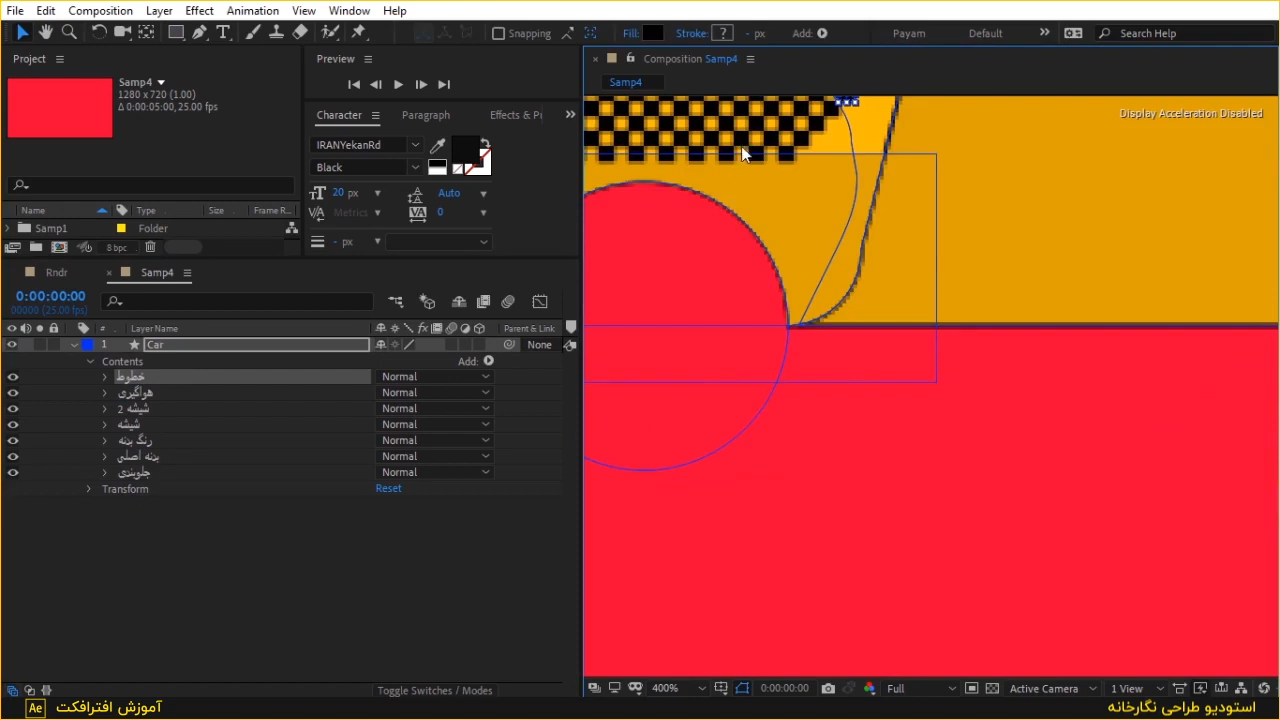 File Edit Composition Layer Effect Animation View Window Help
Snapping Fill: Stroke: ? - px Add: Payam Default Search Help
Project
Samp4
1280 x 720 (1.00)
Δ 0:00:05:00, 25.00 fps
Name Type Size Frame R...
Samp1 Folder
8 bpc
Preview
Character Paragraph Effects & Pr
IRANYekanRd
Black
20 px Auto
Metrics 0
- px
Composition Samp4
Samp4
Display Acceleration Disabled
Rndr Samp4
0:00:00:00
00000 (25.00 fps)
# Layer Name Parent & Link
1 Car None
Contents Add:
خطوط Normal
هواگیری Normal
شیشه 2 Normal
شیشه Normal
رنگ بدنه Normal
بدنه اصلی Normal
جلوبندی Normal
Transform Reset
Toggle Switches / Modes
400% 0:00:00:00 Full Active Camera 1 View
Ae آموزش افترافکت
استودیو طراحی نگارخانه